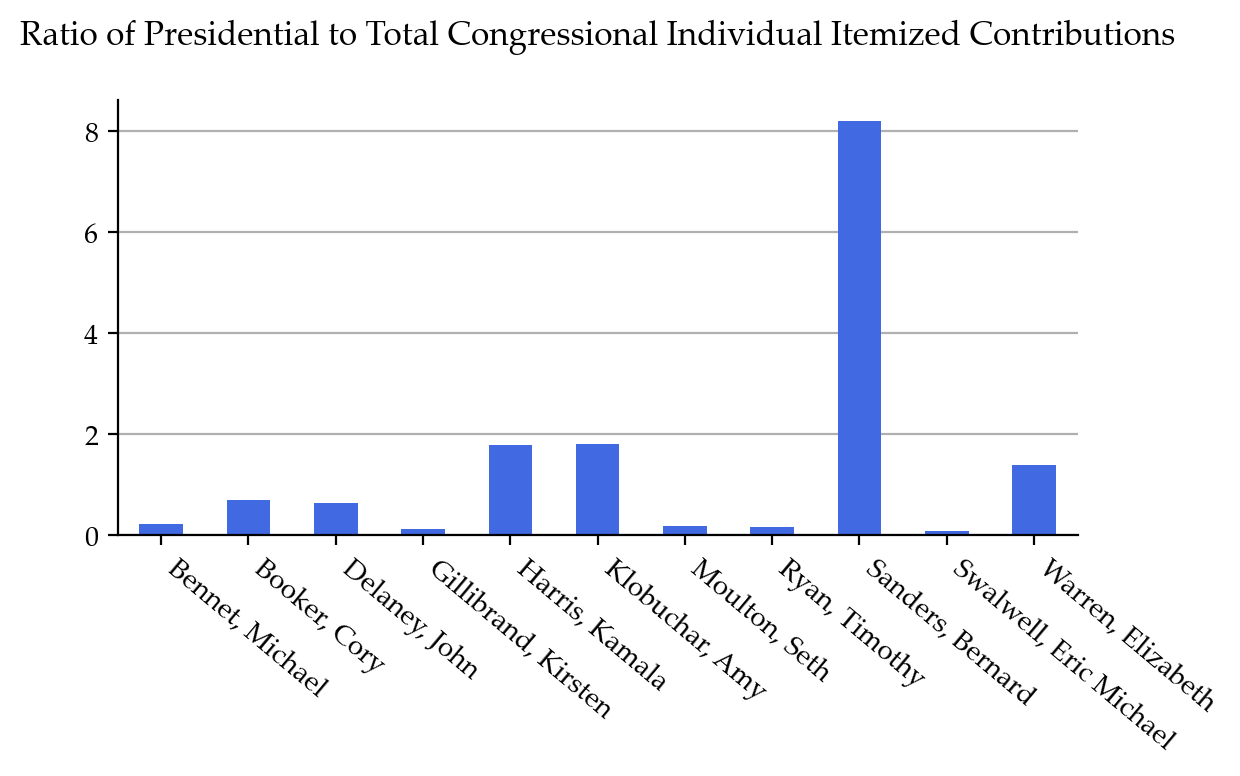 Ratio of Presidential to Total Congressional Individual Itemized Contributions
8
6
4
2
0
Bennet, Michael
Booker, Cory
Delaney, John
Gillibrand, Kirsten
Harris, Kamala
Klobuchar, Amy
Moulton, Seth
Ryan, Timothy
Sanders, Bernard
Swalwell, Eric Michael
Warren, Elizabeth